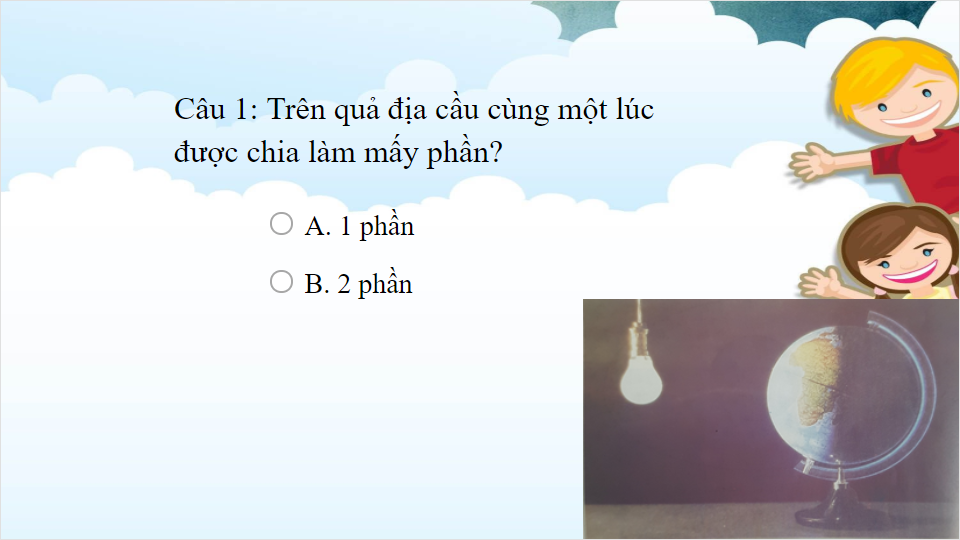 Câu 1: Trên quả địa cầu cùng một lúc
được chia làm mấy phần?
A. 1 phần
B. 2 phần